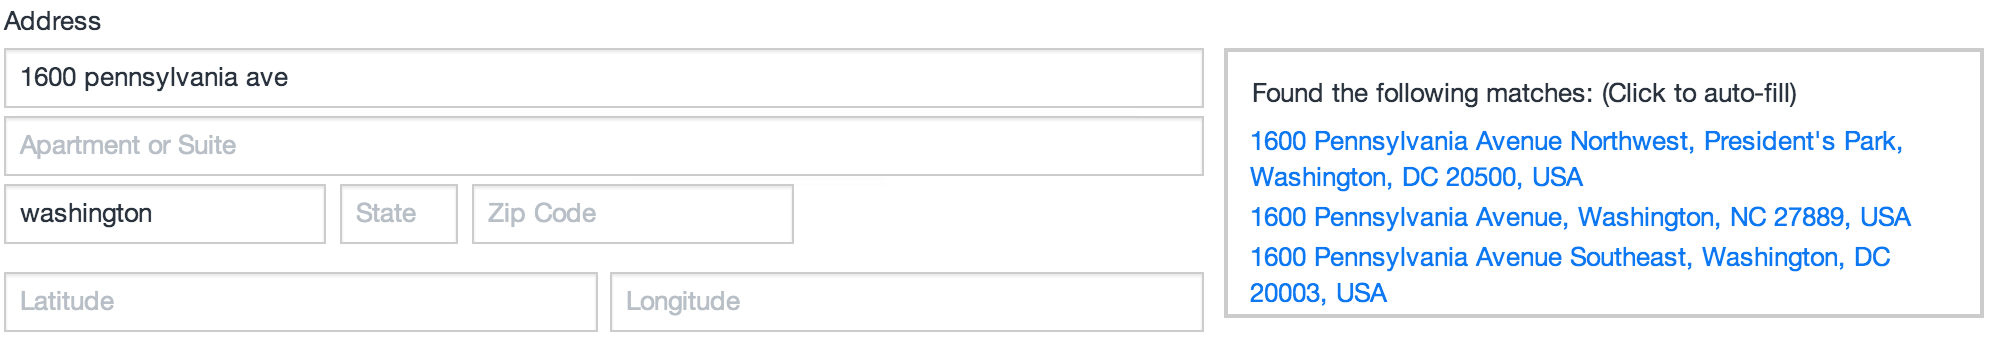 Address
1600 pennsylvania ave
Apartment or Suite
washington
State
Zip Code
Latitude
Longitude
Found the following matches: (Click to auto-fill)
1600 Pennsylvania Avenue Northwest, President's Park,
Washington, DC 20500, USA
1600 Pennsylvania Avenue, Washington, NC 27889, USA
1600 Pennsylvania Avenue Southeast, Washington, DC
20003, USA